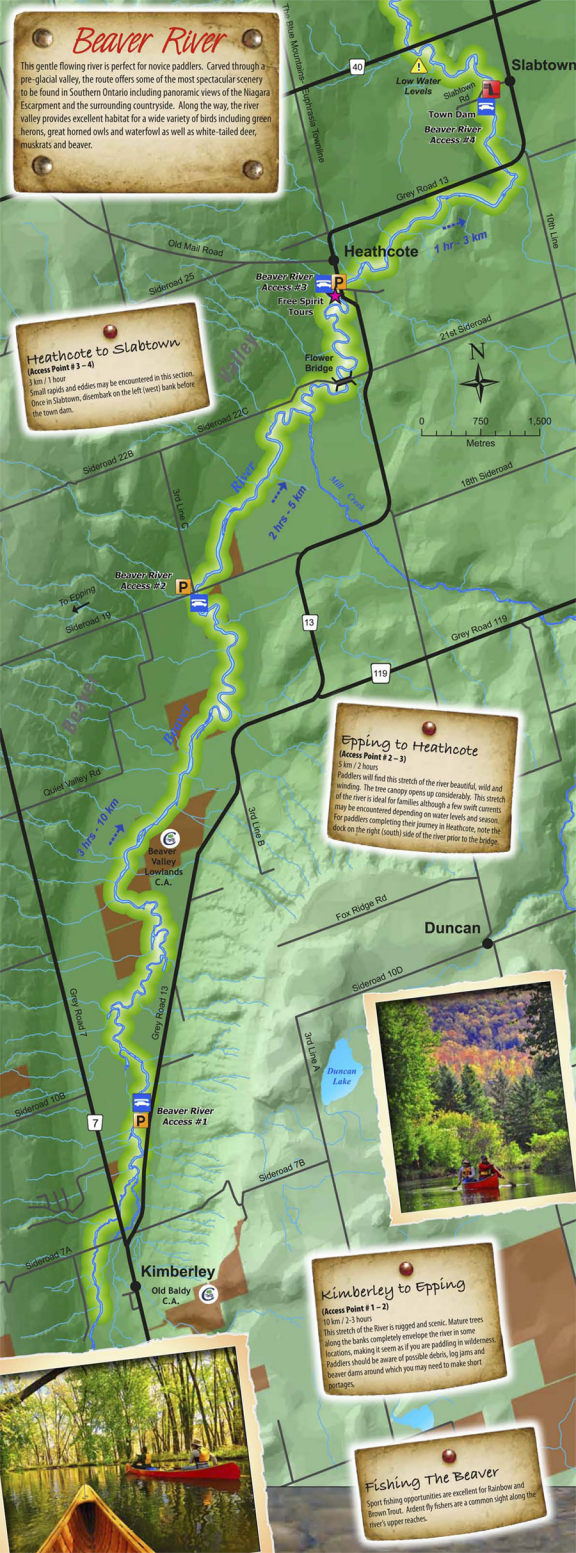 Beaver River
This gentle flowing river is perfect for novice paddlers. Carved through a
pre-glacial valley, the route offers some of the most spectacular scenery
to be found in Southern Ontario including panoramic views of the Niagara
Escarpment and the surrounding countryside. Along the way, the river
valley provides excellent habitat for a wide variety of birds including green
herons, great horned owls and waterfowl as well as white-tailed deer,
muskrats and beaver.
The Blue Mountains-Euphrasia Townline
40
Low Water
Levels
Slabtown
Slabtown
Rd
Town Dam
Beaver River
Access #4
Grey Road 13
10th Line
1 hr - 3 km
Old Mail Road
Heathcote
Sideroad 25
Beaver River
Access #3
P
Free Spirit
Tours
Heathcote to Slabtown
(Access Point # 3 – 4)
3 km / 1 hour
Small rapids and eddies may be encountered in this section.
Once in Slabtown, disembark on the left (west) bank before
the town dam.
Valley
21st Sideroad
Flower
Bridge
N
0 750 1,500
Metres
Sideroad 22C
Sideroad 22B
River
3rd Line C
2 hrs - 5 km
Mill Creek
18th Sideroad
Beaver River
Access #2
P
To Epping
Sideroad 19
13
Grey Road 119
119
Beaver
Beaver
Epping to Heathcote
(Access Point # 2 – 3)
5 km / 2 hours
Paddlers will find this stretch of the river beautiful, wild and
winding. The tree canopy opens up considerably. This stretch
of the river is ideal for families although a few swift currents
may be encountered depending on water levels and season.
For paddlers completing their journey in Heathcote, note the
dock on the right (south) side of the river prior to the bridge.
Quiet Valley Rd
3 hrs - 10 km
3rd Line B
Beaver
Valley
Lowlands
C.A.
Fox Ridge Rd
Duncan
Sideroad 10D
Grey Road 7
Grey Road 13
3rd Line A
Duncan
Lake
Sideroad 10B
7
Beaver River
Access #1
P
Sideroad 7B
Sideroad 7A
Kimberley
Old Baldy
C.A.
Kimberley to Epping
(Access Point # 1 – 2)
10 km / 2-3 hours
This stretch of the River is rugged and scenic. Mature trees
along the banks completely envelope the river in some
locations, making it seem as if you are paddling in wilderness.
Paddlers should be aware of possible debris, log jams and
beaver dams around which you may need to make short
portages.
Fishing The Beaver
Sport fishing opportunities are excellent for Rainbow and
Brown Trout. Ardent fly fishers are a common sight along the
river's upper reaches.